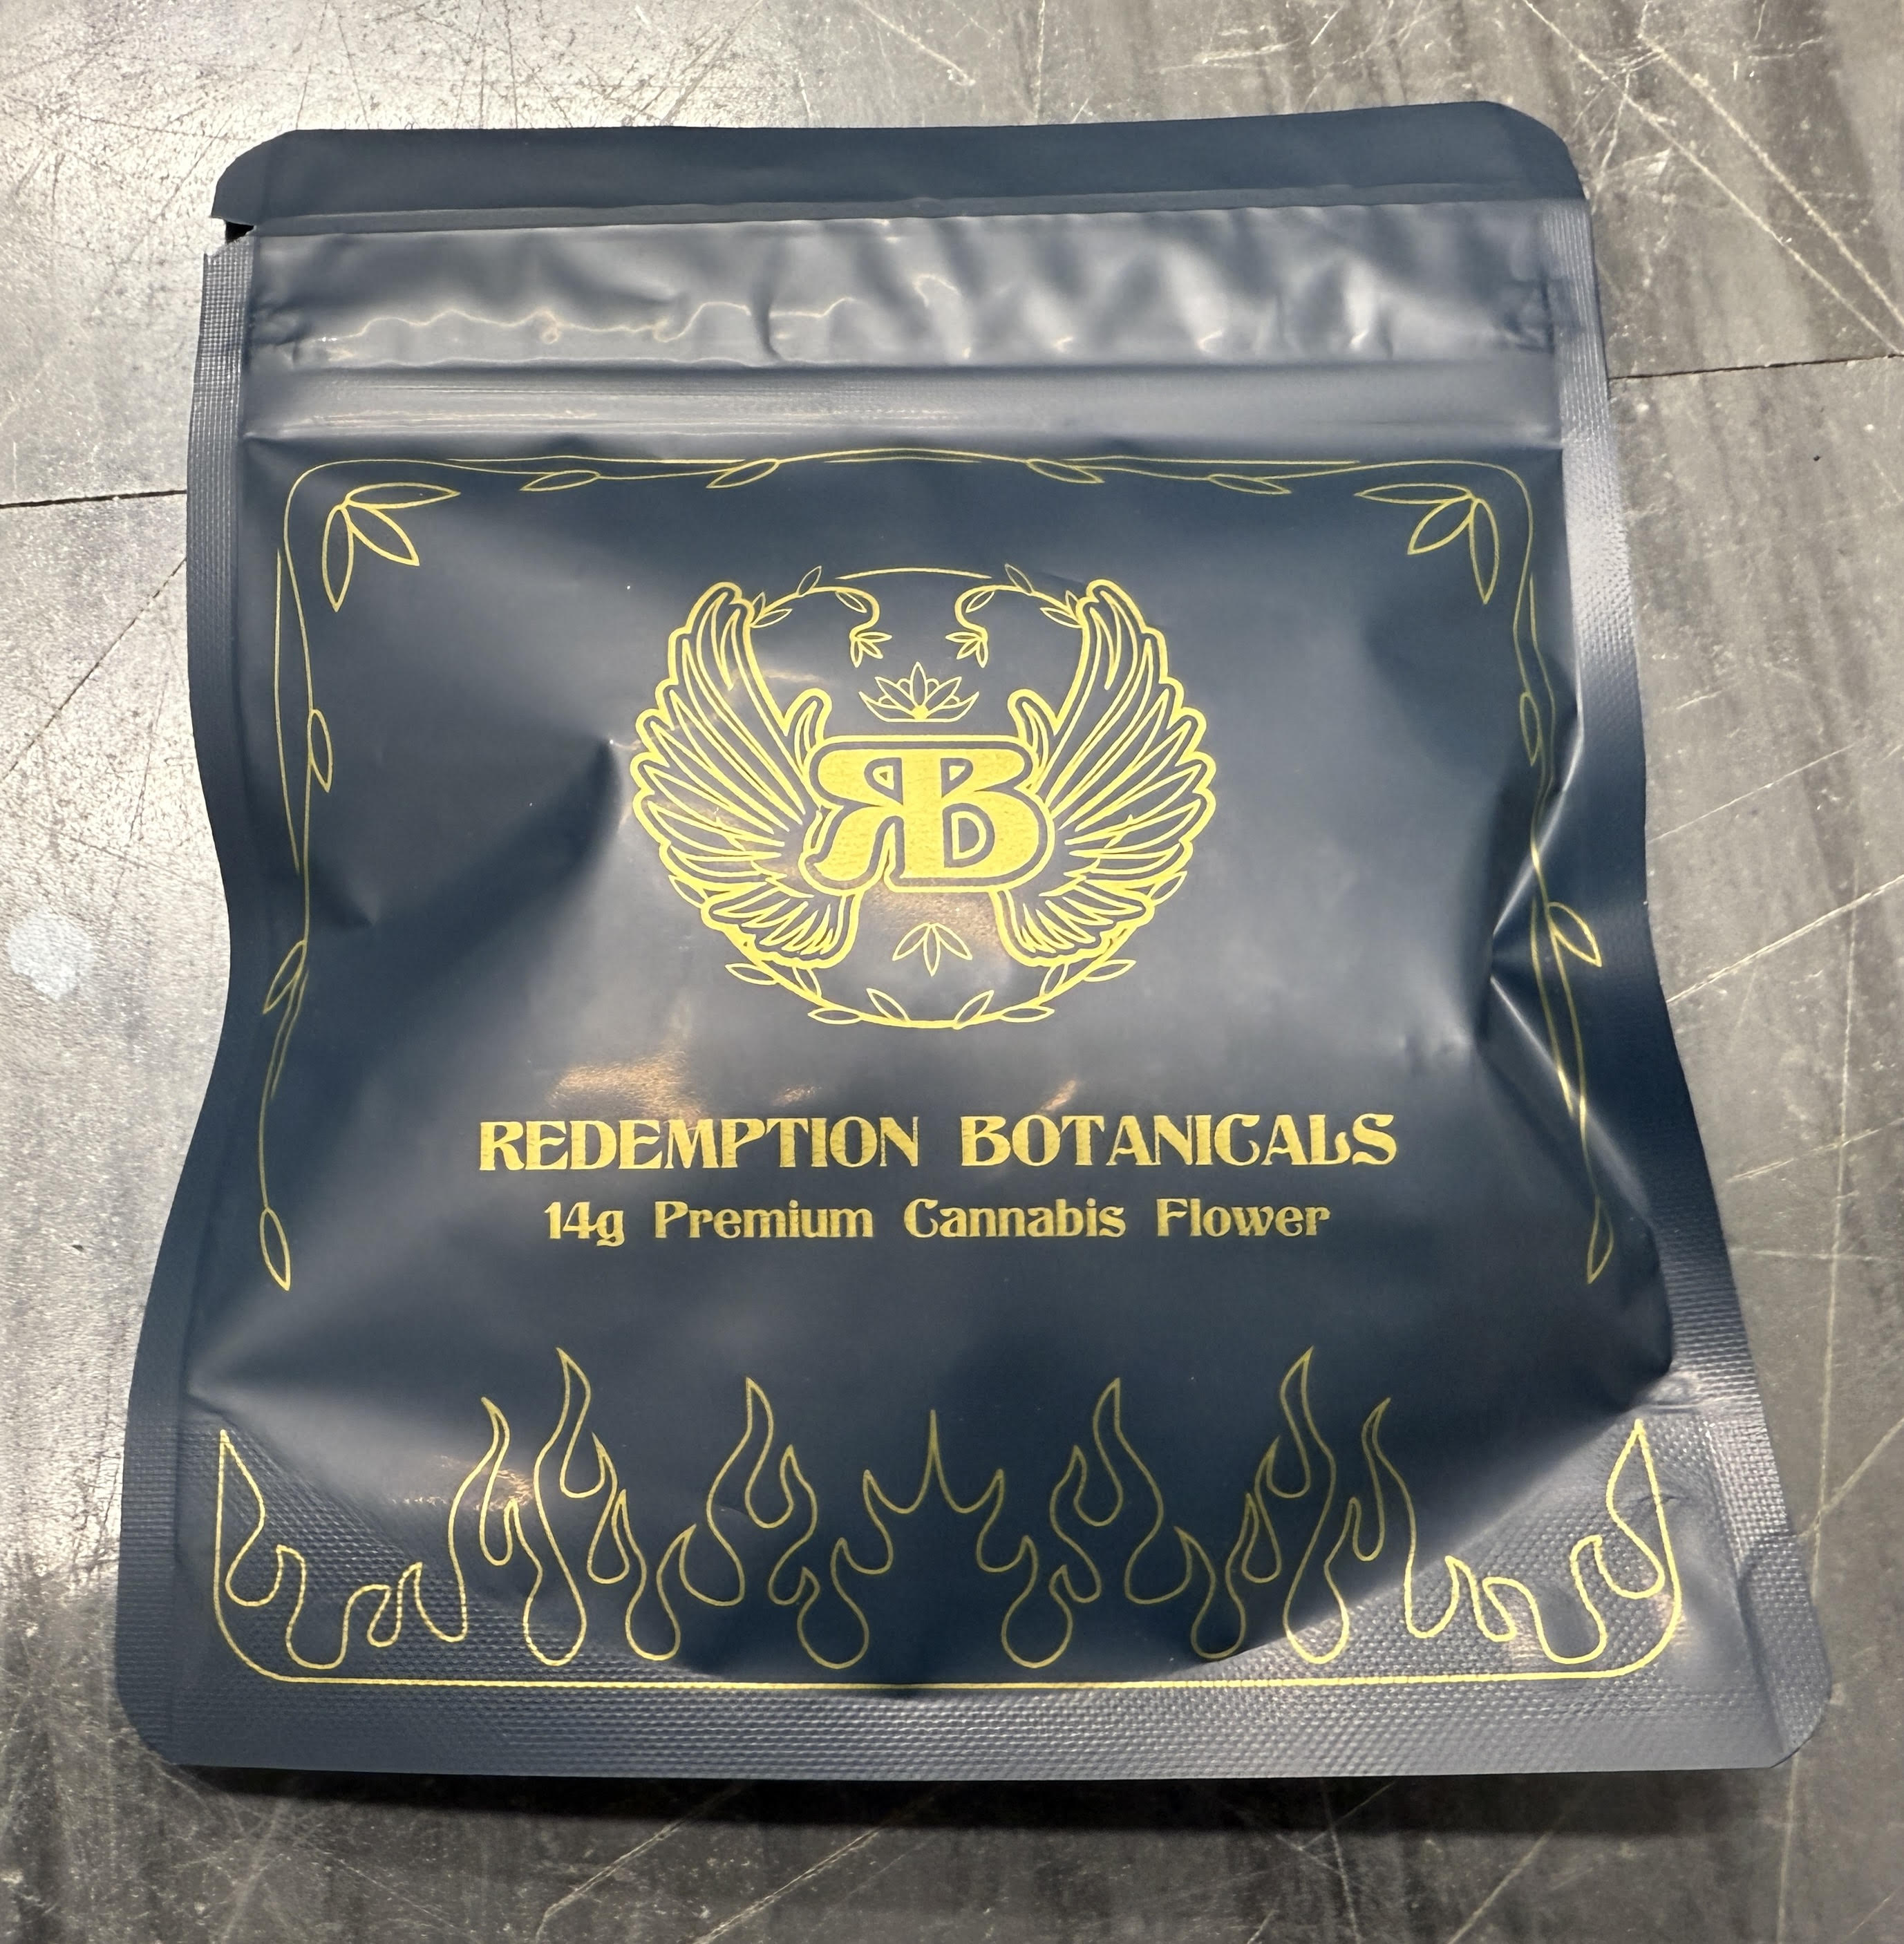 RB
REDEMPTION BOTANICALS
14g Premium Cannabis Flower